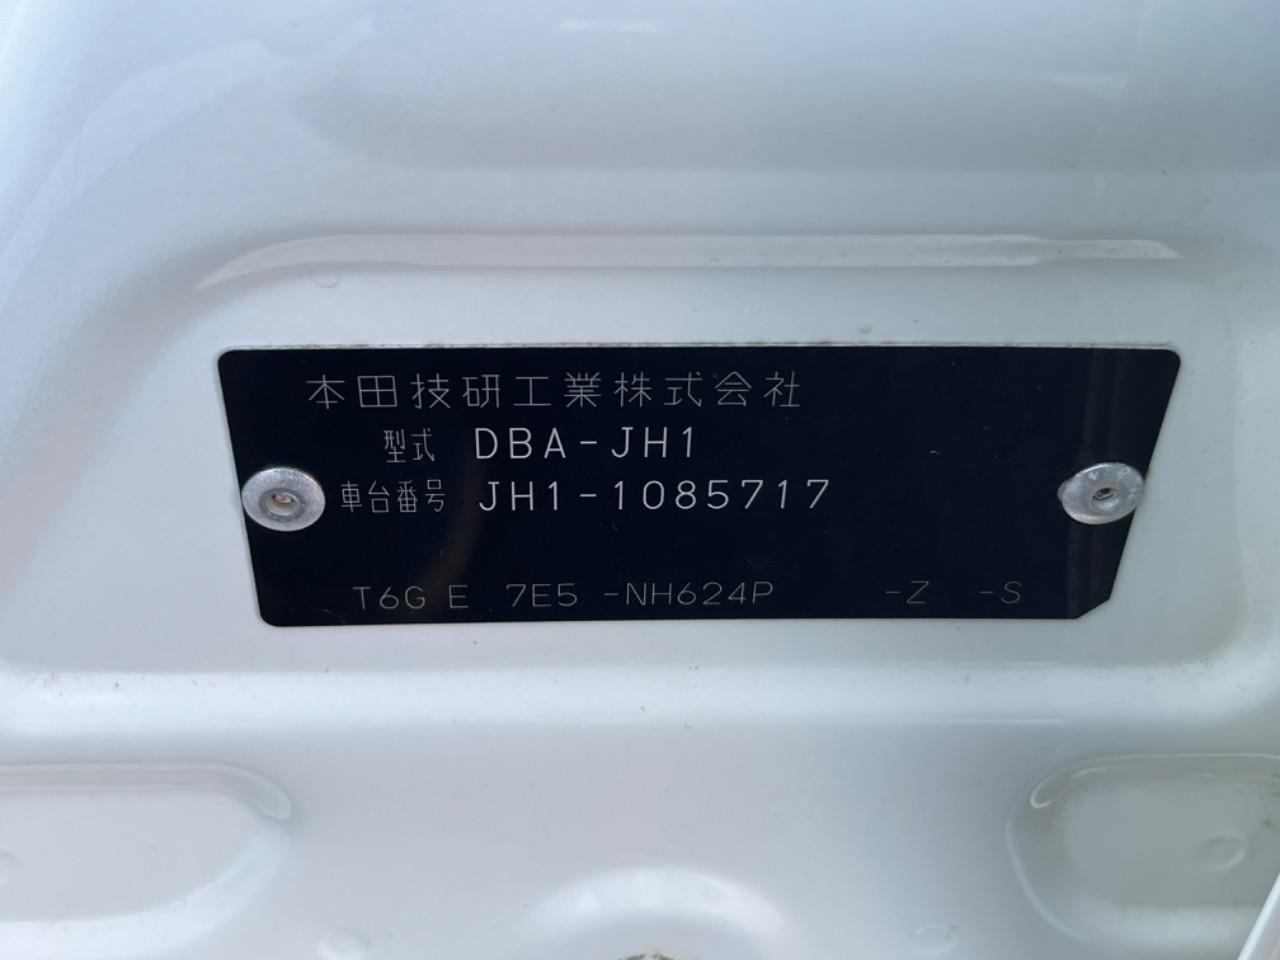 本田技研工業株式会社
型式 DBA-JH1
車台番号 JH1-1085717
T6G E 7E5 -NH624P -Z -S